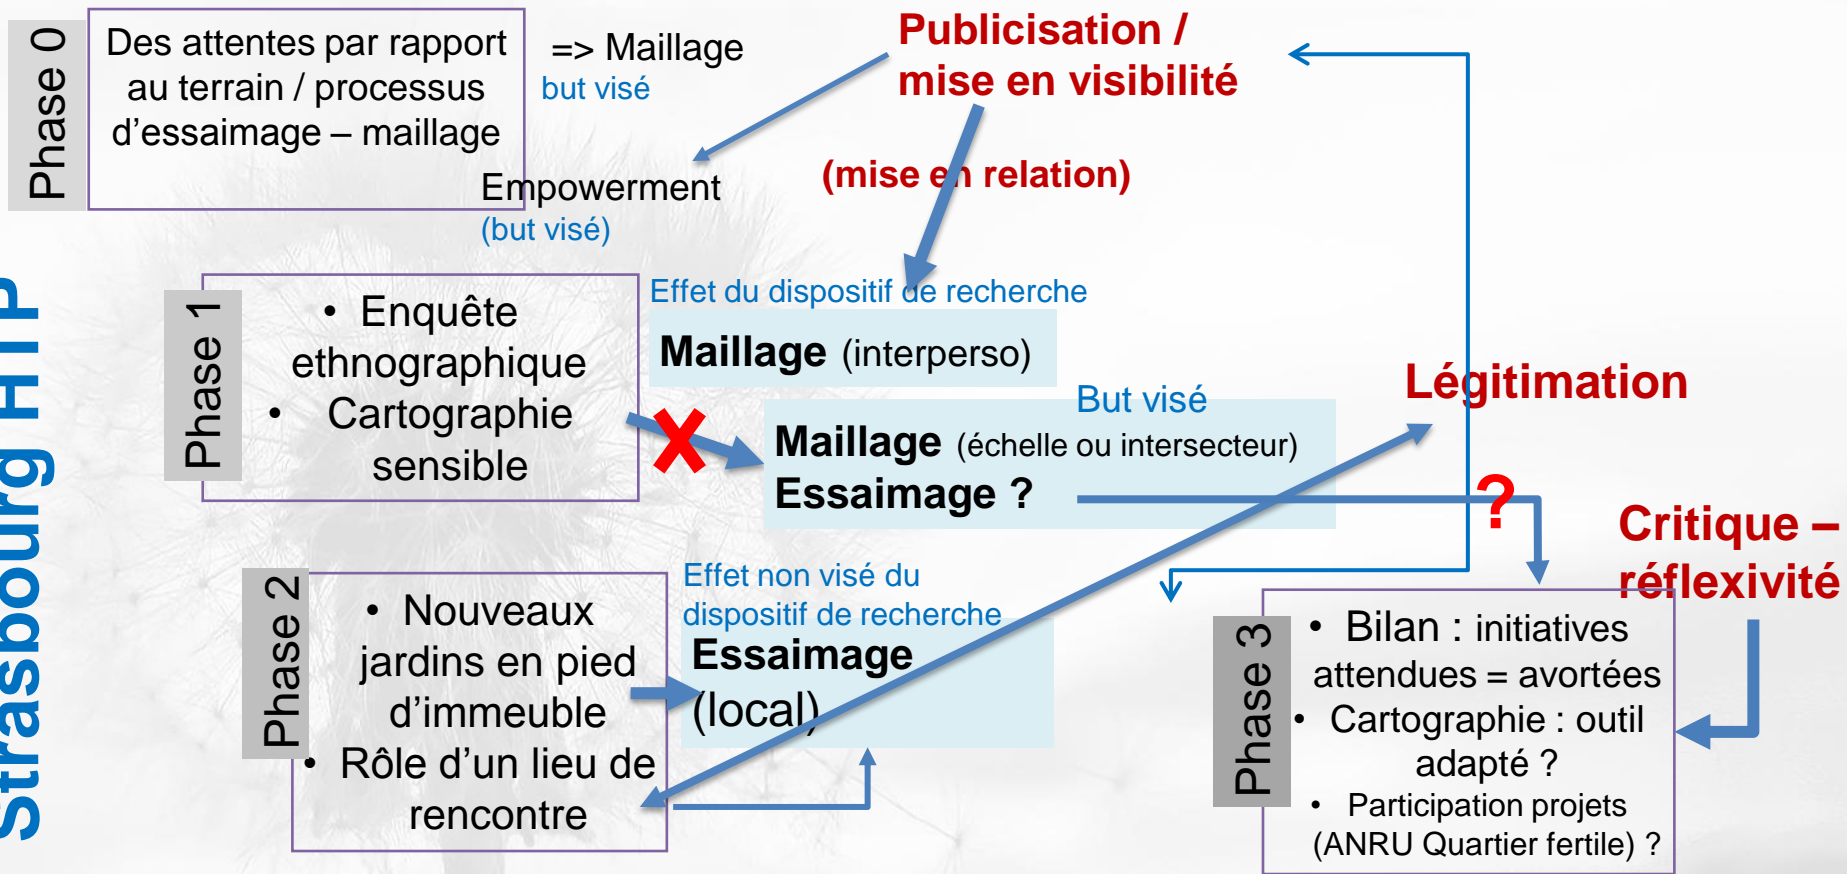 Strasbourg HTP
Phase 0
Des attentes par rapport
au terrain / processus
d’essaimage – maillage
=> Maillage
but visé
Publicisation /
mise en visibilité
(mise en relation)
Empowerment
(but visé)
Phase 1
• Enquête
ethnographique
• Cartographie
sensible
Effet du dispositif de recherche
Maillage (interperso)
X
But visé
Maillage (échelle ou intersecteur)
Essaimage ?
Légitimation
?
Critique –
réflexivité
Phase 2
• Nouveaux
jardins en pied
d’immeuble
• Rôle d’un lieu de
rencontre
Effet non visé du
dispositif de recherche
Essaimage
(local)
Phase 3
• Bilan : initiatives
attendues = avortées
• Cartographie : outil
adapté ?
• Participation projets
(ANRU Quartier fertile) ?